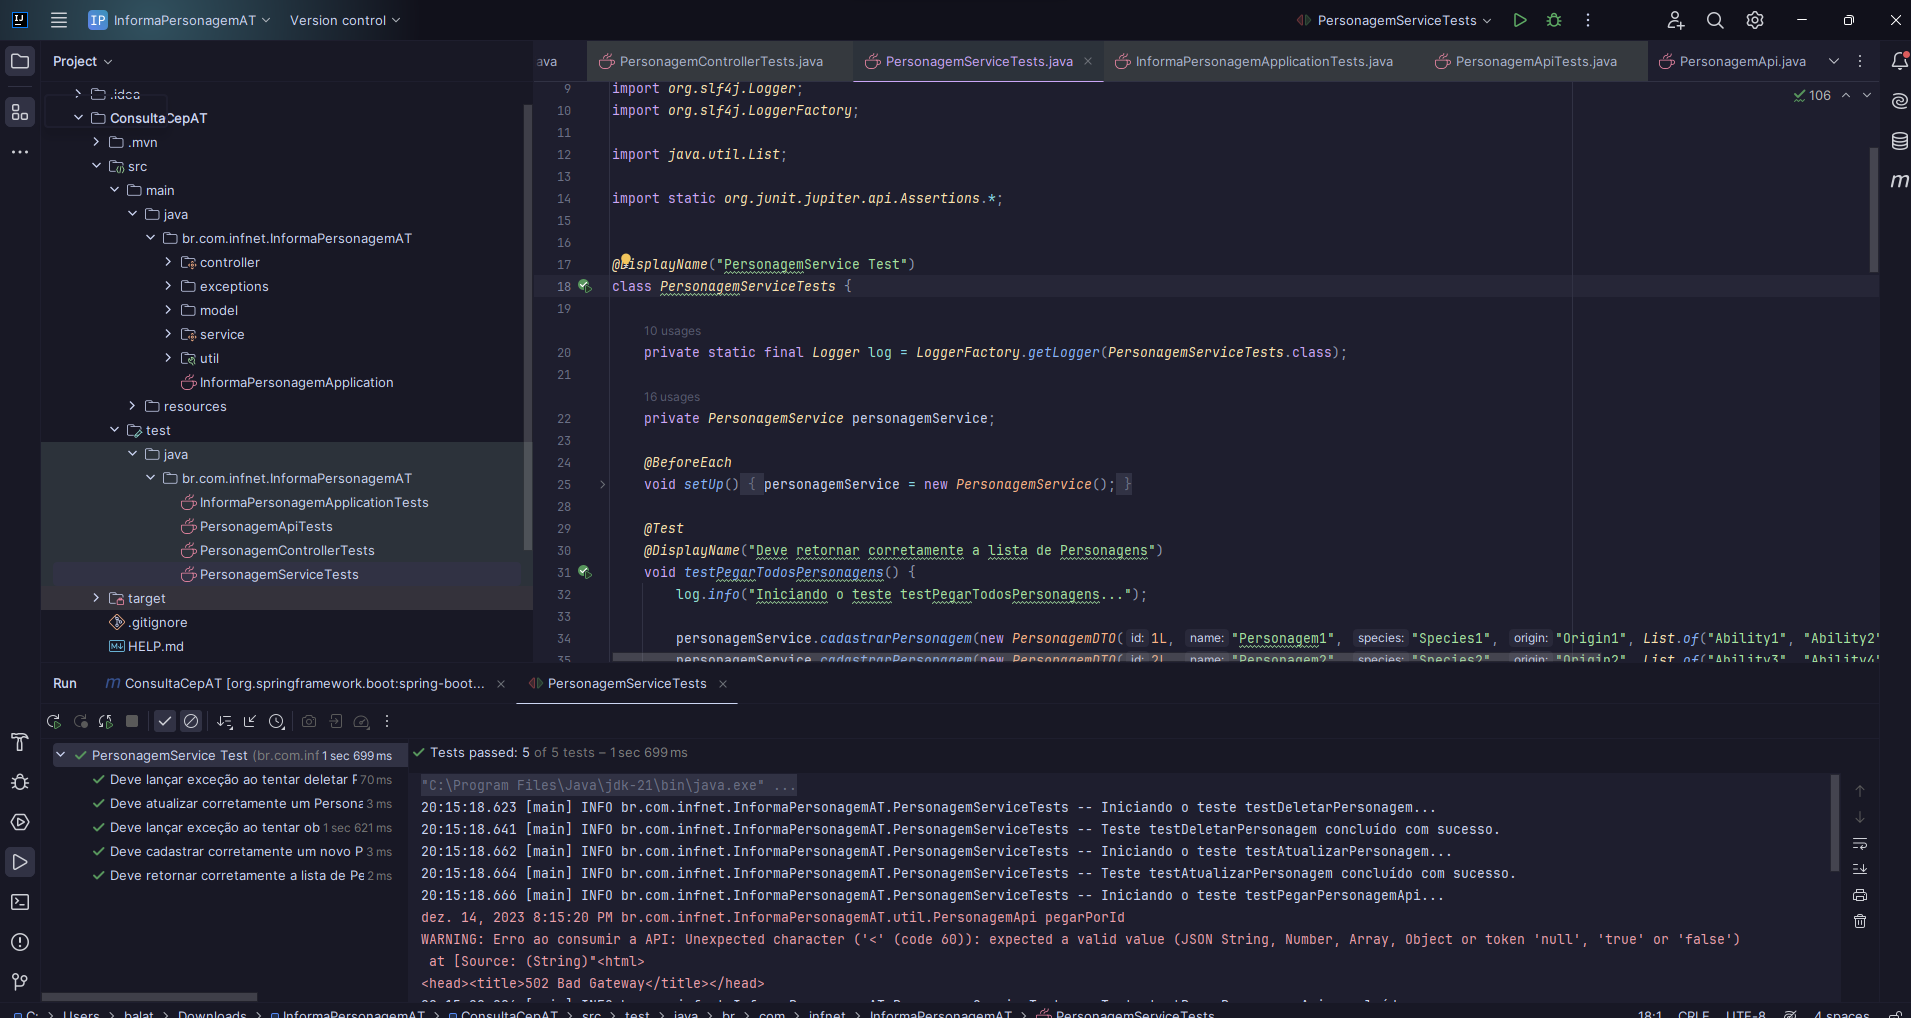 IJ IP InformaPersonagemAT Version control PersonagemServiceTests
Project
.idea
ConsultaCepAT
.mvn
src
main
java
br.com.infnet.InformaPersonagemAT
controller
exceptions
model
service
util
InformaPersonagemApplication
resources
test
java
br.com.infnet.InformaPersonagemAT
InformaPersonagemApplicationTests
PersonagemApiTests
PersonagemControllerTests
PersonagemServiceTests
target
.gitignore
HELP.md
ava PersonagemControllerTests.java PersonagemServiceTests.java InformaPersonagemApplicationTests.java PersonagemApiTests.java PersonagemApi.java
106
9 import org.slf4j.Logger;
10 import org.slf4j.LoggerFactory;
11
12 import java.util.List;
13
14 import static org.junit.jupiter.api.Assertions.*;
15
16
17 @DisplayName("PersonagemService Test")
18 class PersonagemServiceTests {
19
10 usages
20 private static final Logger log = LoggerFactory.getLogger(PersonagemServiceTests.class);
21
16 usages
22 private PersonagemService personagemService;
23
24 @BeforeEach
25 void setUp() { personagemService = new PersonagemService(); }
28
29 @Test
30 @DisplayName("Deve retornar corretamente a lista de Personagens")
31 void testPegarTodosPersonagens() {
32 log.info("Iniciando o teste testPegarTodosPersonagens...");
33
34 personagemService.cadastrarPersonagem(new PersonagemDTO( id: 1L, name: "Personagem1", species: "Species1", origin: "Origin1", List.of("Ability1", "Ability2"
35 personagemService.cadastrarPersonagem(new PersonagemDTO( id: 2L, name: "Personagem2", species: "Species2", origin: "Origin2", List.of("Ability3", "Ability4"
Run m ConsultaCepAT [org.springframework.boot:spring-boot... PersonagemServiceTests
PersonagemService Test (br.com.inf 1 sec 699 ms
Deve lançar exceção ao tentar deletar P 70 ms
Deve atualizar corretamente um Persona 3 ms
Deve lançar exceção ao tentar ob 1 sec 621 ms
Deve cadastrar corretamente um novo P 3 ms
Deve retornar corretamente a lista de Pe 2 ms
Tests passed: 5 of 5 tests – 1 sec 699 ms
"C:\Program Files\Java\jdk-21\bin\java.exe" ...
20:15:18.623 [main] INFO br.com.infnet.InformaPersonagemAT.PersonagemServiceTests -- Iniciando o teste testDeletarPersonagem...
20:15:18.641 [main] INFO br.com.infnet.InformaPersonagemAT.PersonagemServiceTests -- Teste testDeletarPersonagem concluído com sucesso.
20:15:18.662 [main] INFO br.com.infnet.InformaPersonagemAT.PersonagemServiceTests -- Iniciando o teste testAtualizarPersonagem...
20:15:18.664 [main] INFO br.com.infnet.InformaPersonagemAT.PersonagemServiceTests -- Teste testAtualizarPersonagem concluído com sucesso.
20:15:18.666 [main] INFO br.com.infnet.InformaPersonagemAT.PersonagemServiceTests -- Iniciando o teste testPegarPersonagemApi...
dez. 14, 2023 8:15:20 PM br.com.infnet.InformaPersonagemAT.util.PersonagemApi pegarPorId
WARNING: Erro ao consumir a API: Unexpected character ('<' (code 60)): expected a valid value (JSON String, Number, Array, Object or token 'null', 'true' or 'false')
at [Source: (String)"<html>
<head><title>502 Bad Gateway</title></head>
C: Users balat Downloads InformaPersonagemAT ConsultaCepAT src test java br com infnet InformaPersonagemAT PersonagemServiceTests 18:1 CRLF UTF-8 4 spaces